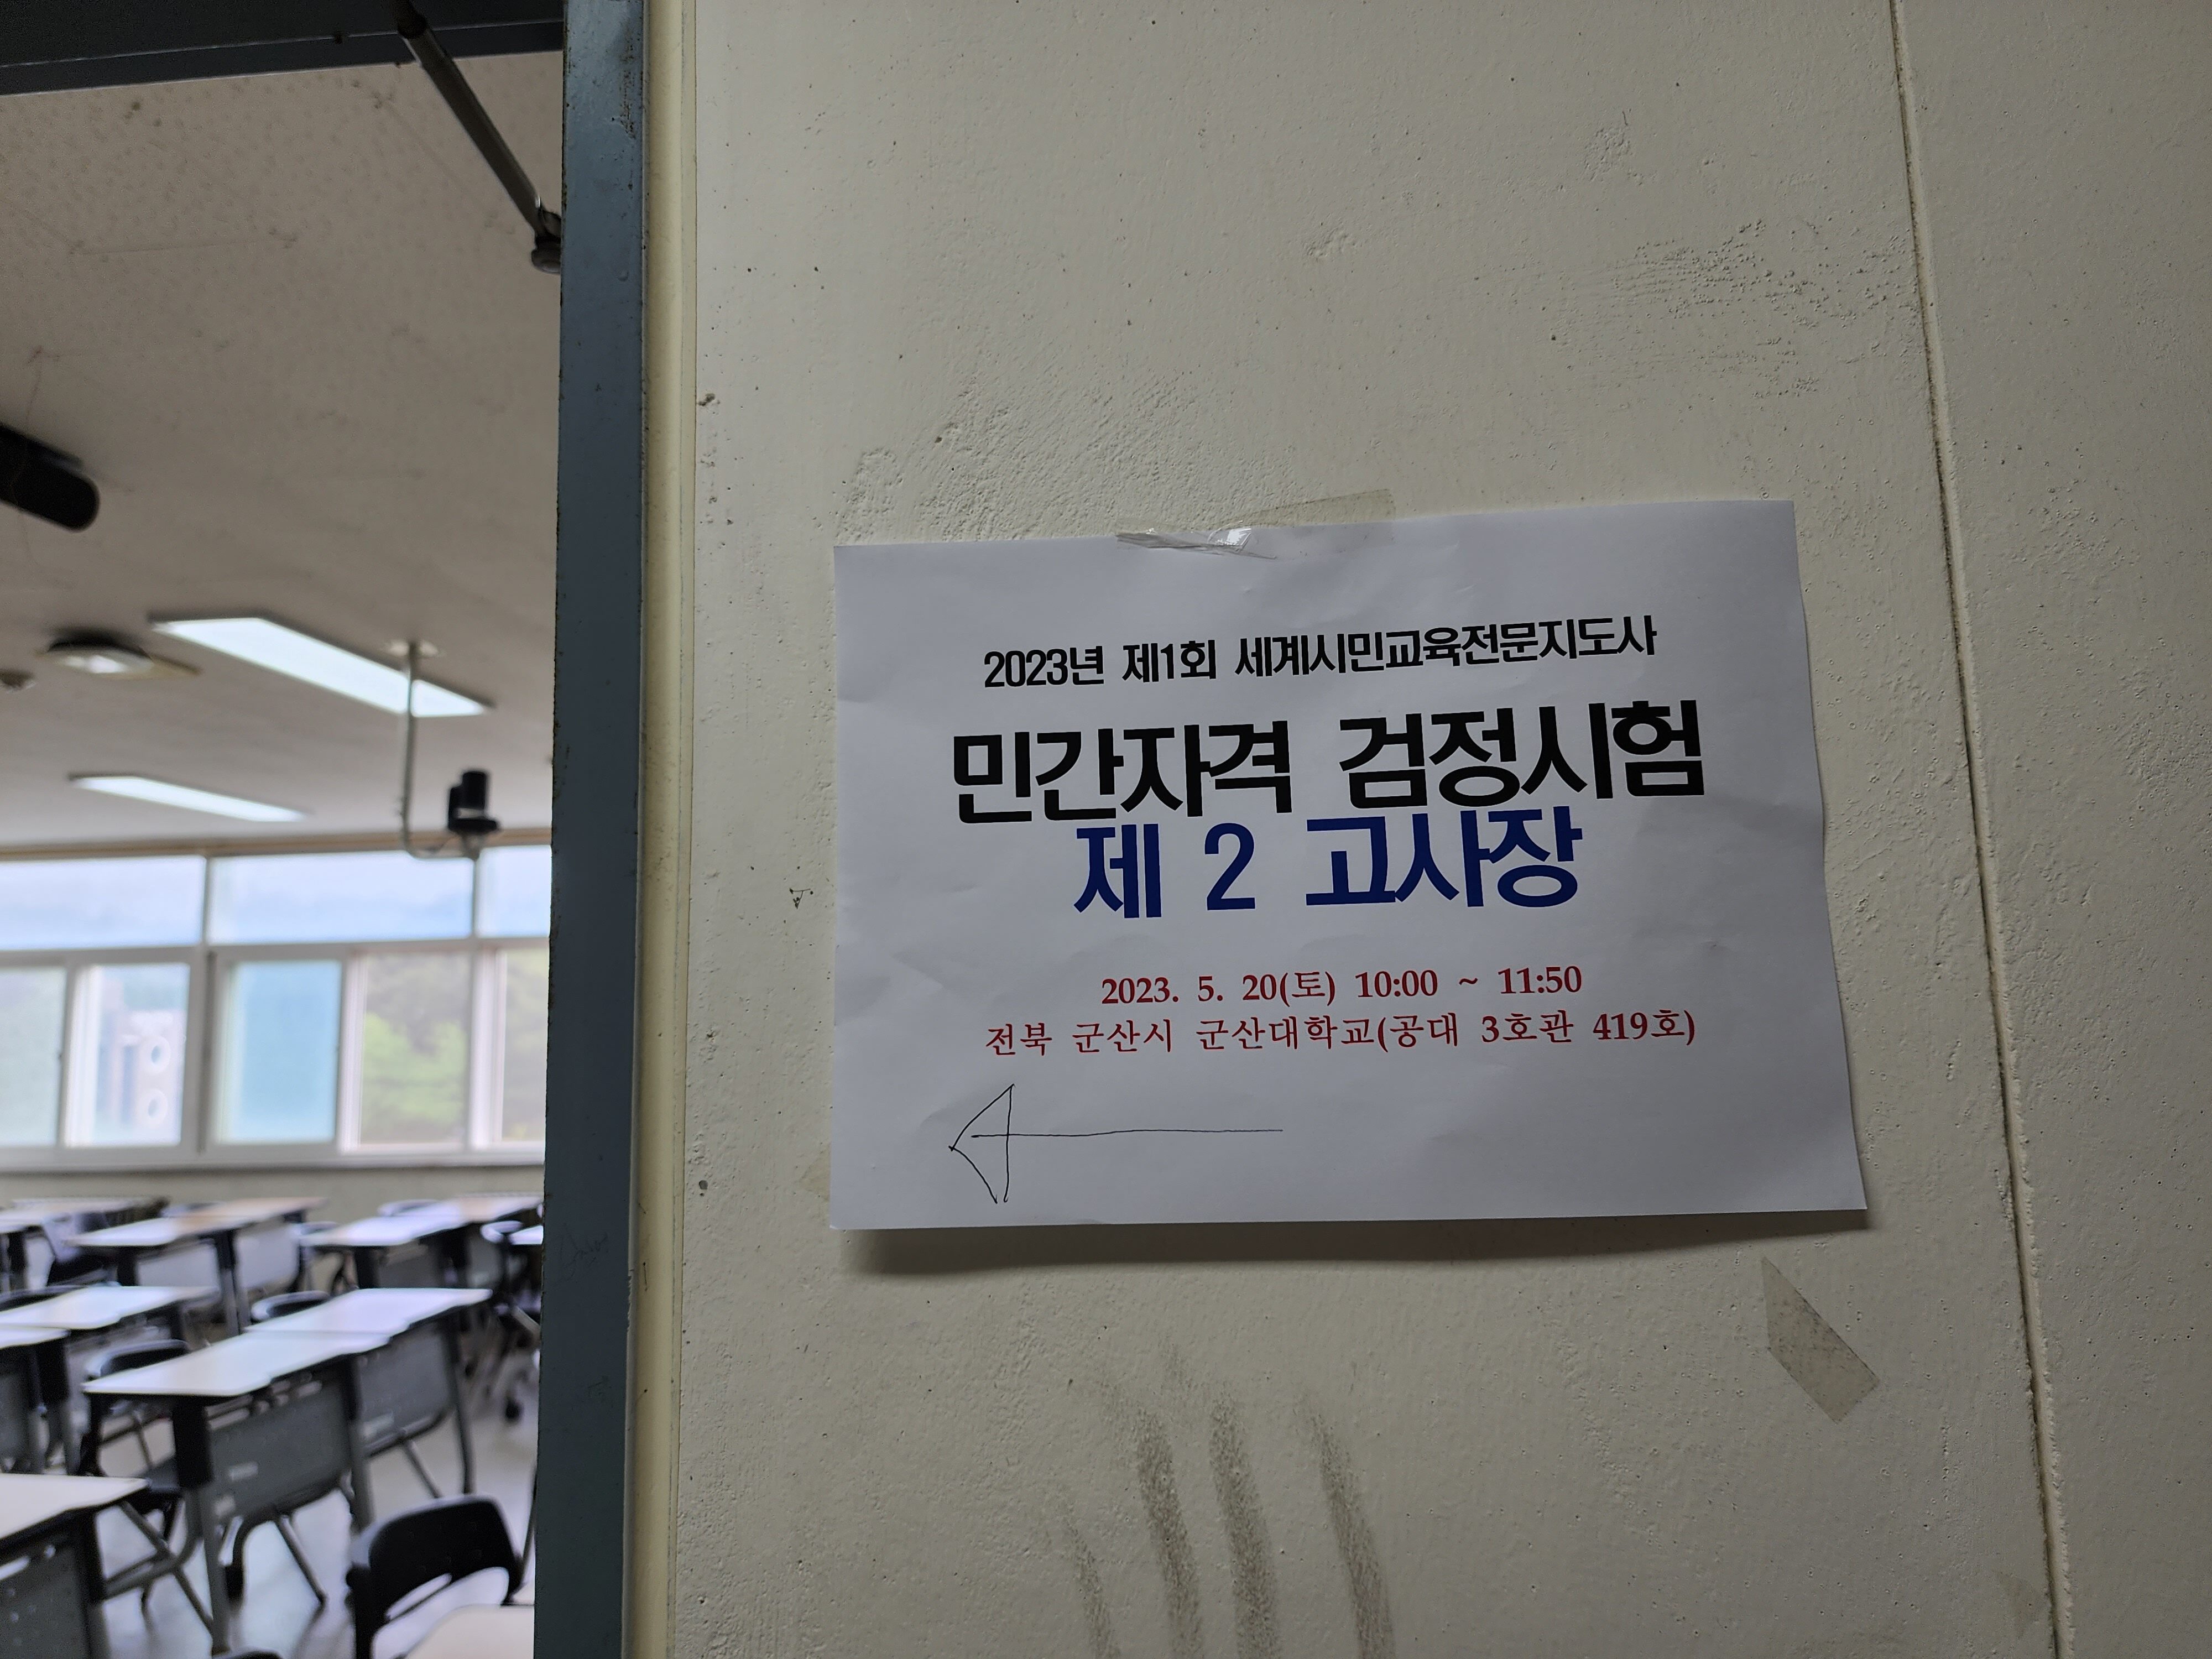 2023년 제1회 세계시민교육전문지도사
민간자격 검정시험
제 2 고사장
2023. 5. 20(토) 10:00 ~ 11:50
전북 군산시 군산대학교(공대 3호관 419호)